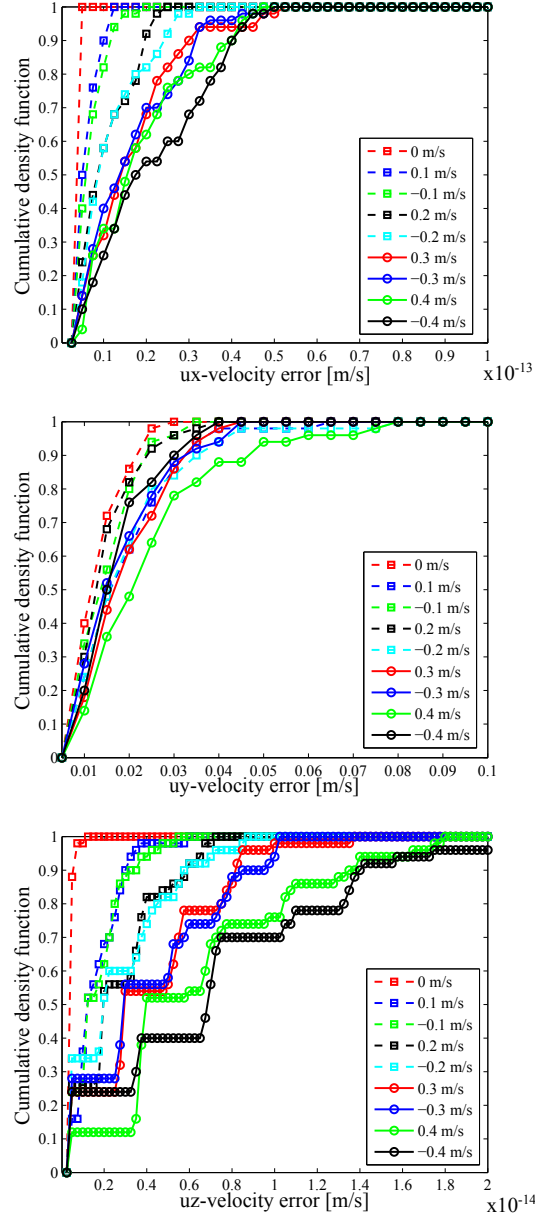 1
0.9
0.8
0.7
0.6
0.5
0.4
0.3
0.2
0.1
0
Cumulative density function
0 m/s
0.1 m/s
−0.1 m/s
0.2 m/s
−0.2 m/s
0.3 m/s
−0.3 m/s
0.4 m/s
−0.4 m/s
0.1 0.2 0.3 0.4 0.5 0.6 0.7 0.8 0.9 1
ux-velocity error [m/s]
x10⁻¹³
1
0.9
0.8
0.7
0.6
0.5
0.4
0.3
0.2
0.1
0
Cumulative density function
0 m/s
0.1 m/s
−0.1 m/s
0.2 m/s
−0.2 m/s
0.3 m/s
−0.3 m/s
0.4 m/s
−0.4 m/s
0.01 0.02 0.03 0.04 0.05 0.06 0.07 0.08 0.09 0.1
uy-velocity error [m/s]
1
0.9
0.8
0.7
0.6
0.5
0.4
0.3
0.2
0.1
0
Cumulative density function
0 m/s
0.1 m/s
−0.1 m/s
0.2 m/s
−0.2 m/s
0.3 m/s
−0.3 m/s
0.4 m/s
−0.4 m/s
0.2 0.4 0.6 0.8 1 1.2 1.4 1.6 1.8 2
uz-velocity error [m/s]
x10⁻¹⁴